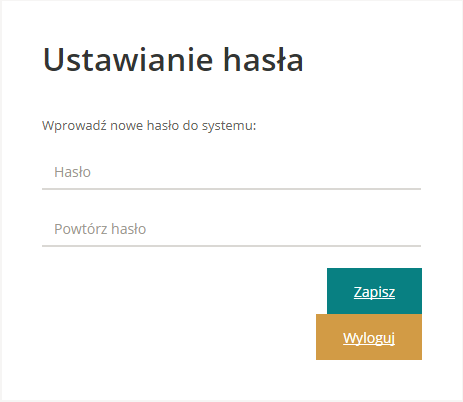 Ustawianie hasła
Wprowadź nowe hasło do systemu:
Hasło
Powtórz hasło
Zapisz
Wyloguj